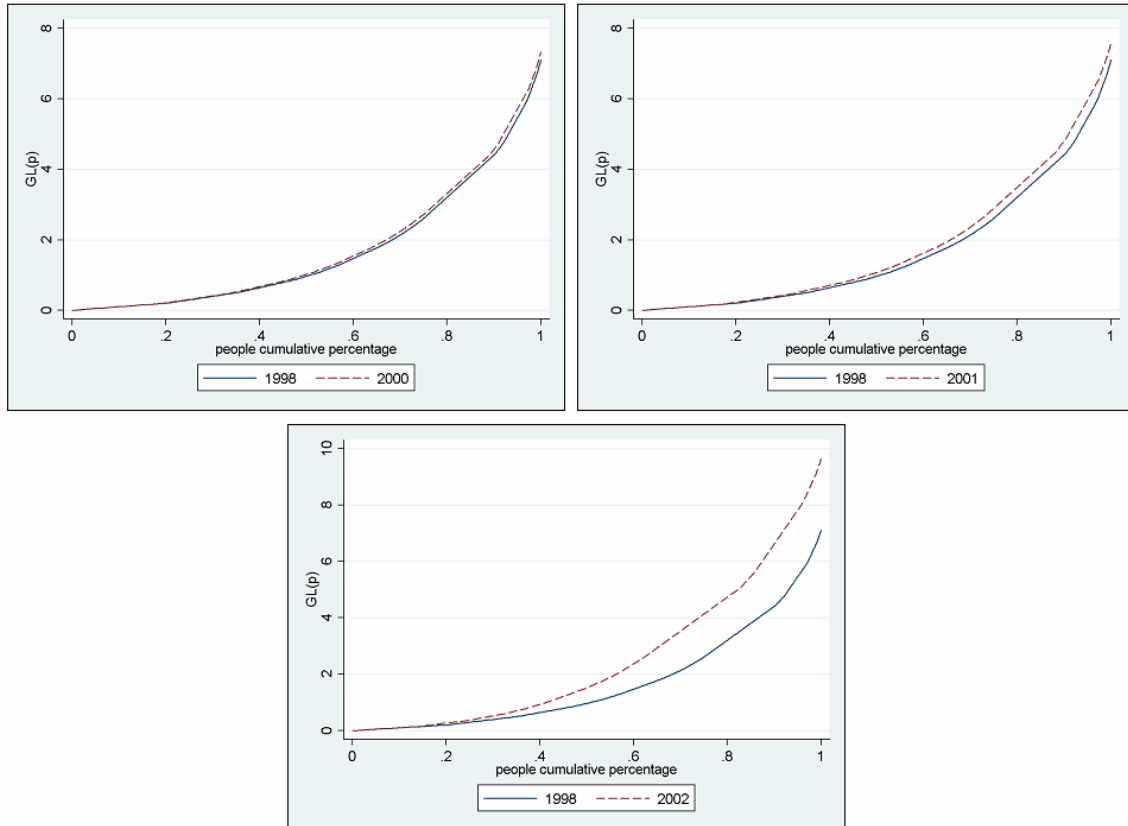 8
6
GL(p)
4
2
0
0 .2 .4 .6 .8 1
people cumulative percentage
1998 2000
8
6
GL(p)
4
2
0
0 .2 .4 .6 .8 1
people cumulative percentage
1998 2001
10
8
6
GL(p)
4
2
0
0 .2 .4 .6 .8 1
people cumulative percentage
1998 2002